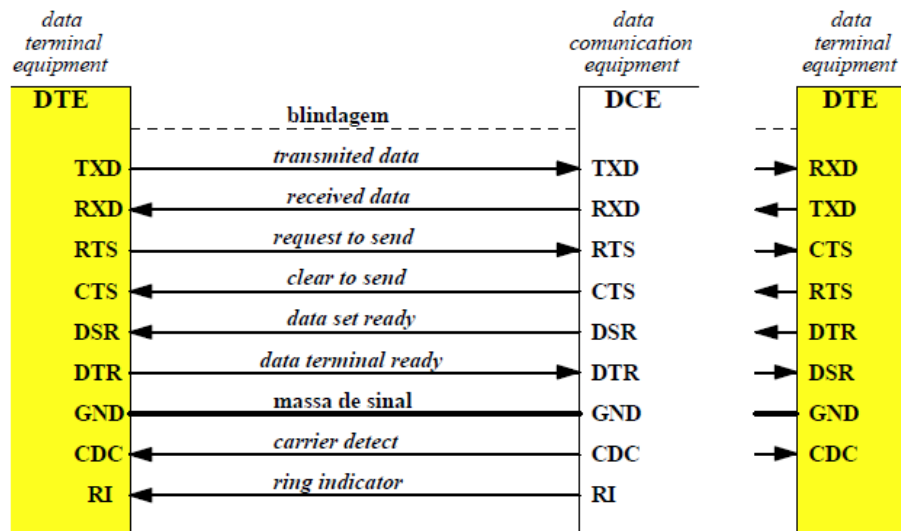 data data data
terminal comunication terminal
equipment equipment equipment
DTE DCE DTE
blindagem
TXD transmited data TXD RXD
RXD received data RXD TXD
RTS request to send RTS CTS
CTS clear to send CTS RTS
DSR data set ready DSR DTR
DTR data terminal ready DTR DSR
GND massa de sinal GND GND
CDC carrier detect CDC CDC
RI ring indicator RI